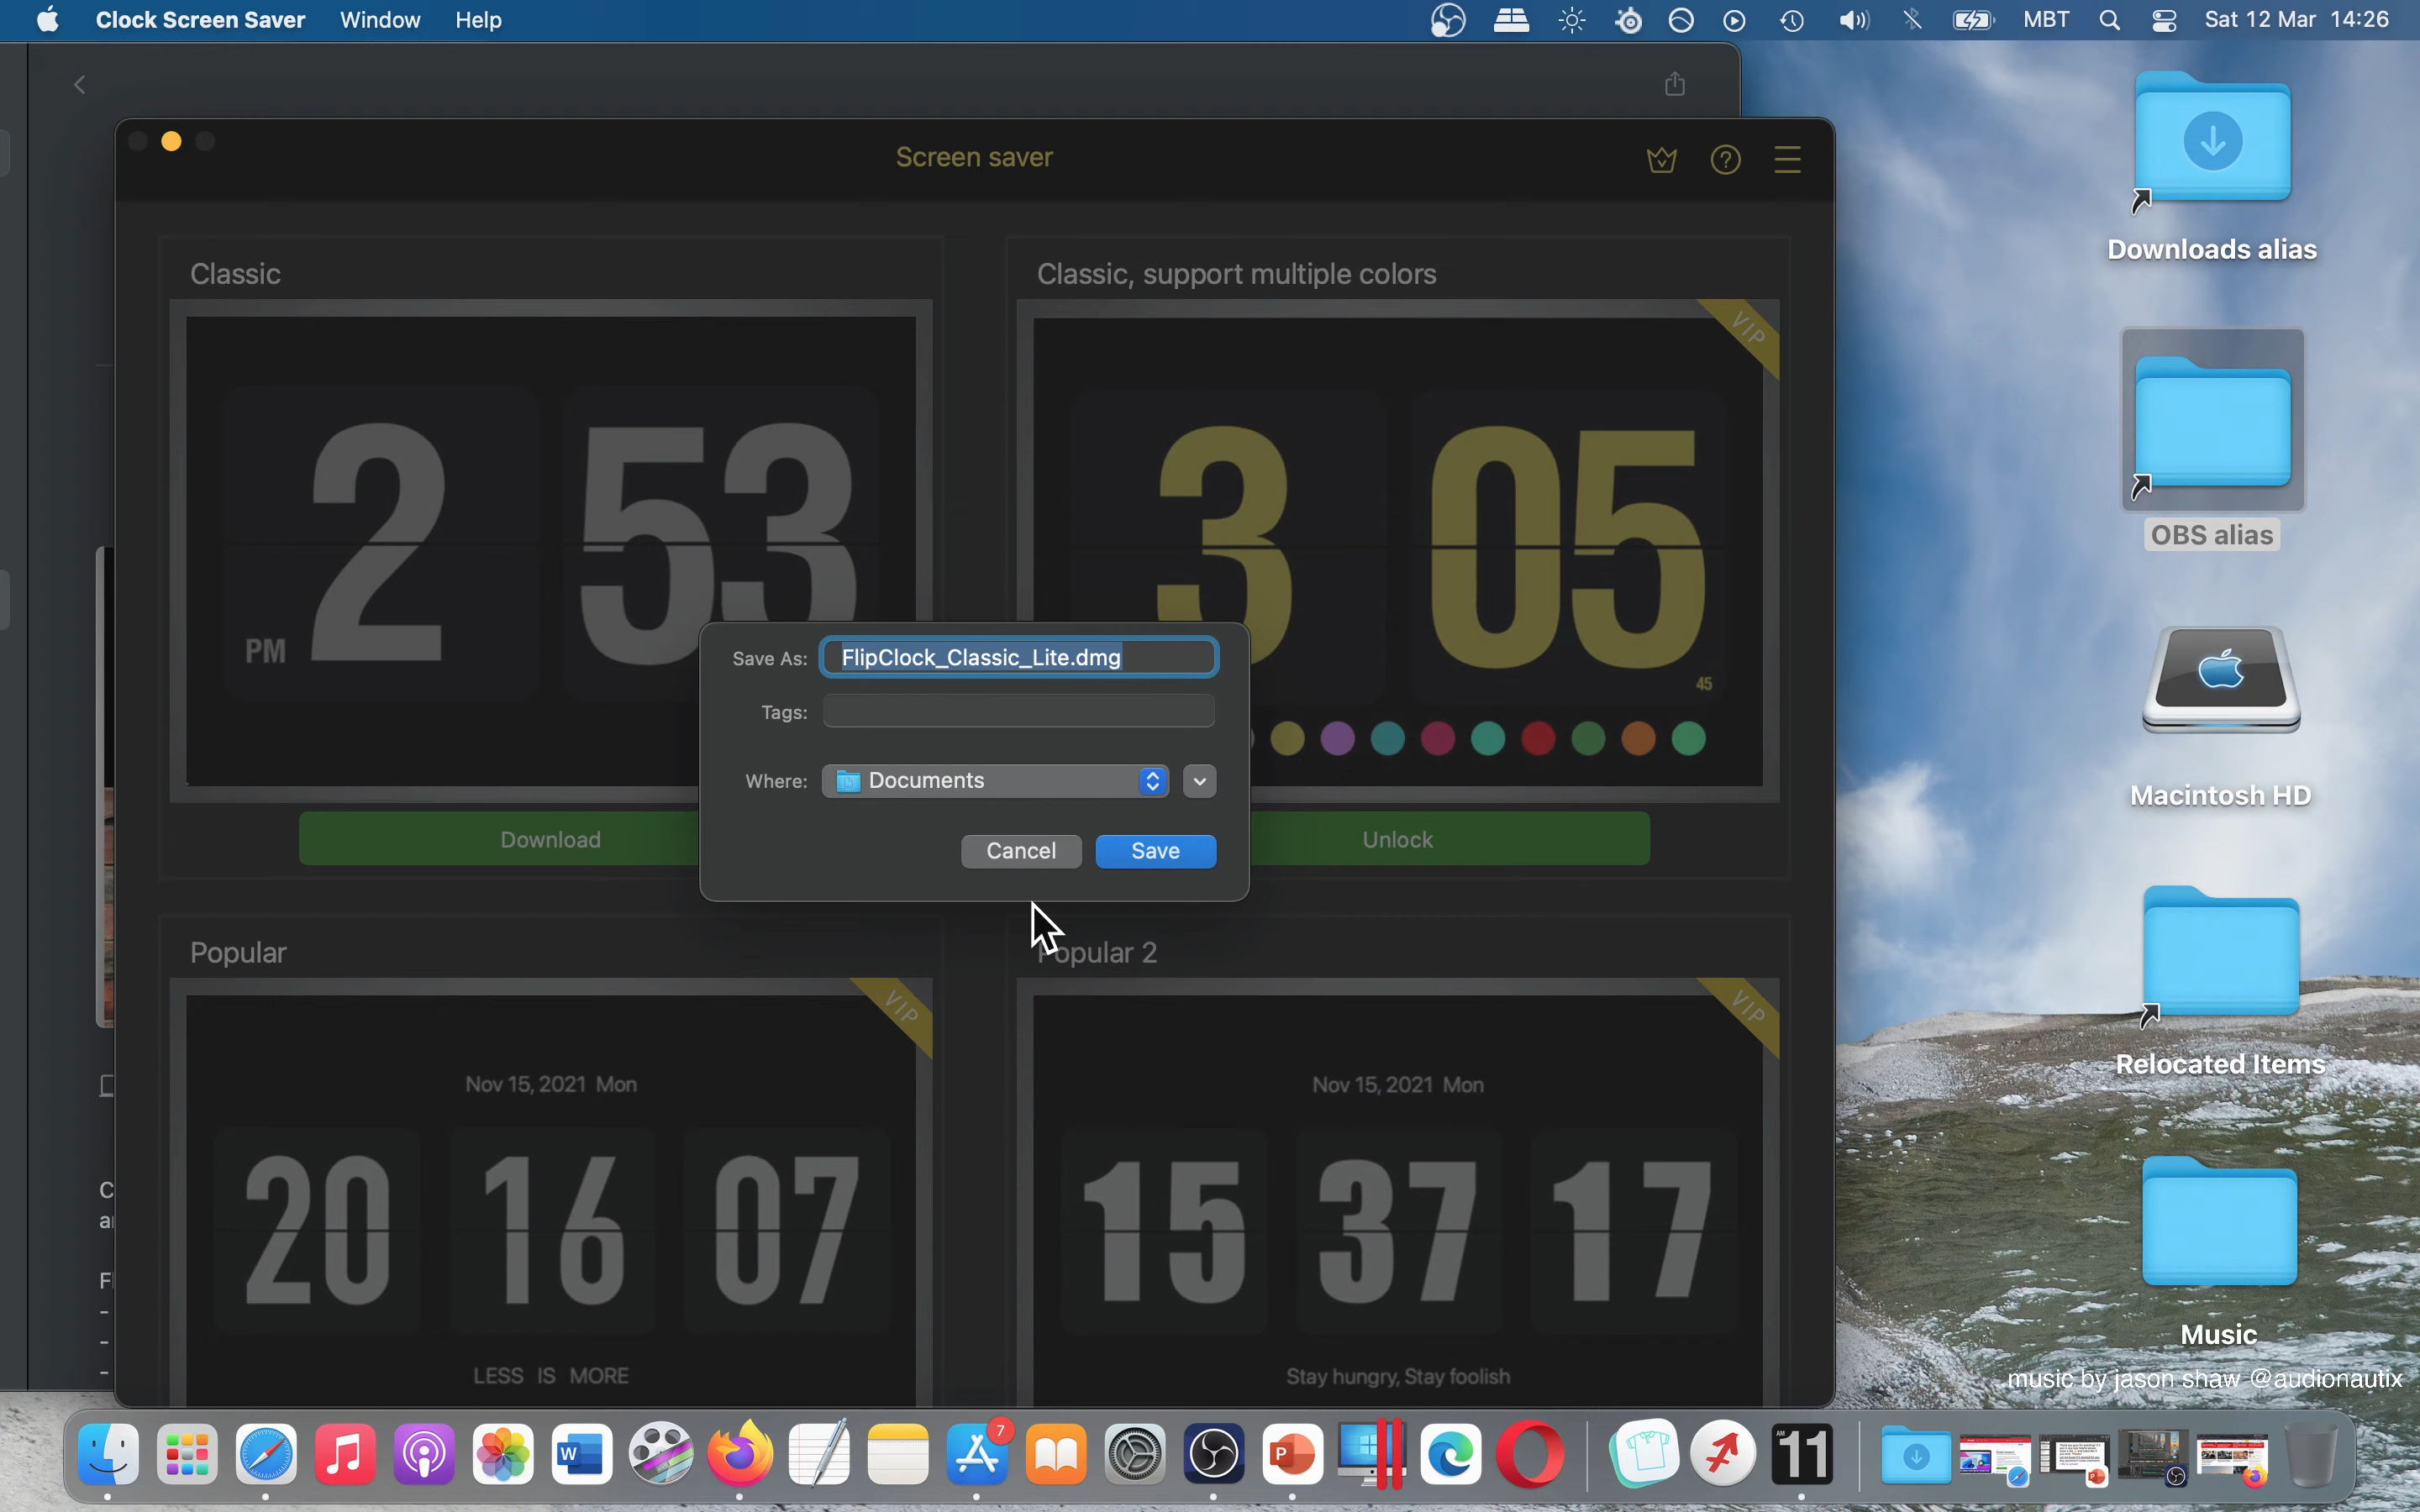 Clock Screen Saver Window Help MBT Sat 12 Mar 14:26
Screen saver
Classic
Classic, support multiple colors
VIP
2 53
PM
3 05
45
Save As: FlipClock_Classic_Lite.dmg
Tags:
Where: Documents
Cancel Save
Download
Unlock
Popular
Popular 2
VIP
VIP
Nov 15, 2021 Mon
Nov 15, 2021 Mon
20 16 07
15 37 17
LESS IS MORE
Stay hungry, Stay foolish
Downloads alias
OBS alias
Macintosh HD
Relocated Items
Music
music by jason shaw @audionautix
W
7
P
AM
11